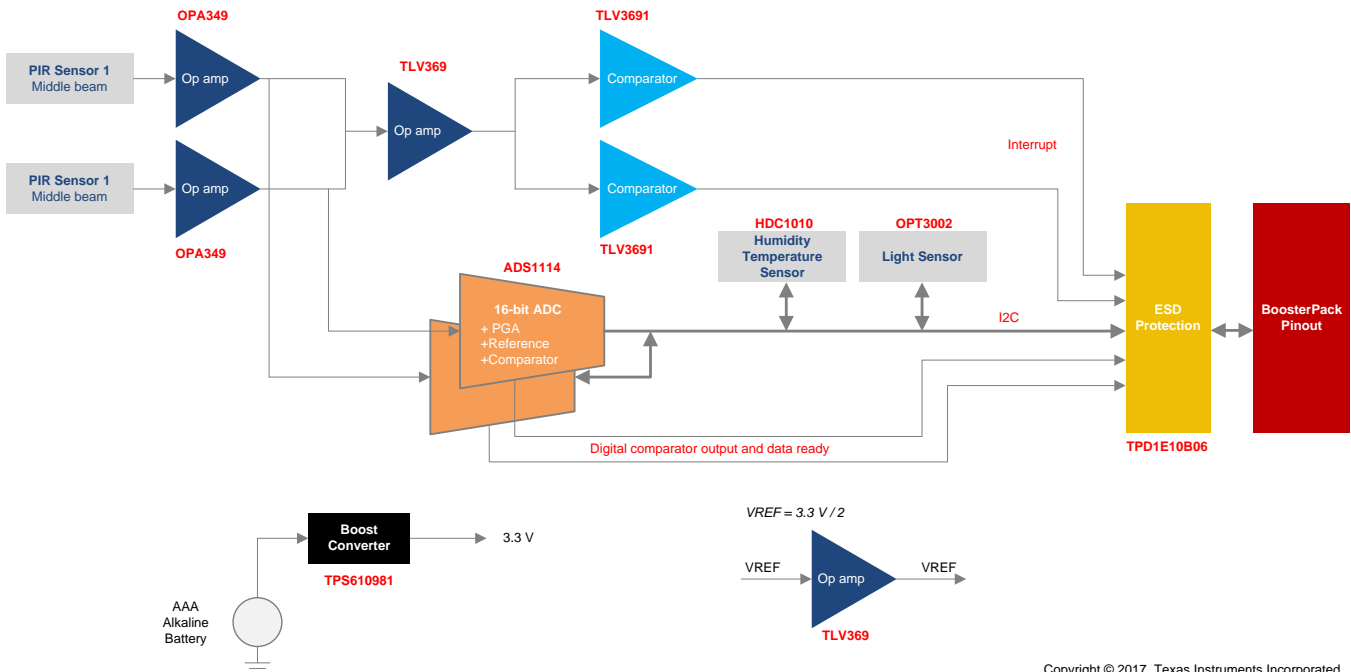 OPA349
TLV3691
PIR Sensor 1
Middle beam
Op amp
TLV369
Comparator
Op amp
Interrupt
PIR Sensor 1
Middle beam
Op amp
Comparator
OPA349
TLV3691
HDC1010
Humidity
Temperature
Sensor
OPT3002
Light Sensor
ADS1114
16-bit ADC
+ PGA
+Reference
+Comparator
I2C
ESD
Protection
BoosterPack
Pinout
Digital comparator output and data ready
TPD1E10B06
Boost
Converter
3.3 V
TPS610981
AAA
Alkaline
Battery
VREF = 3.3 V / 2
VREF
Op amp
VREF
TLV369
Copyright © 2017, Texas Instruments Incorporated